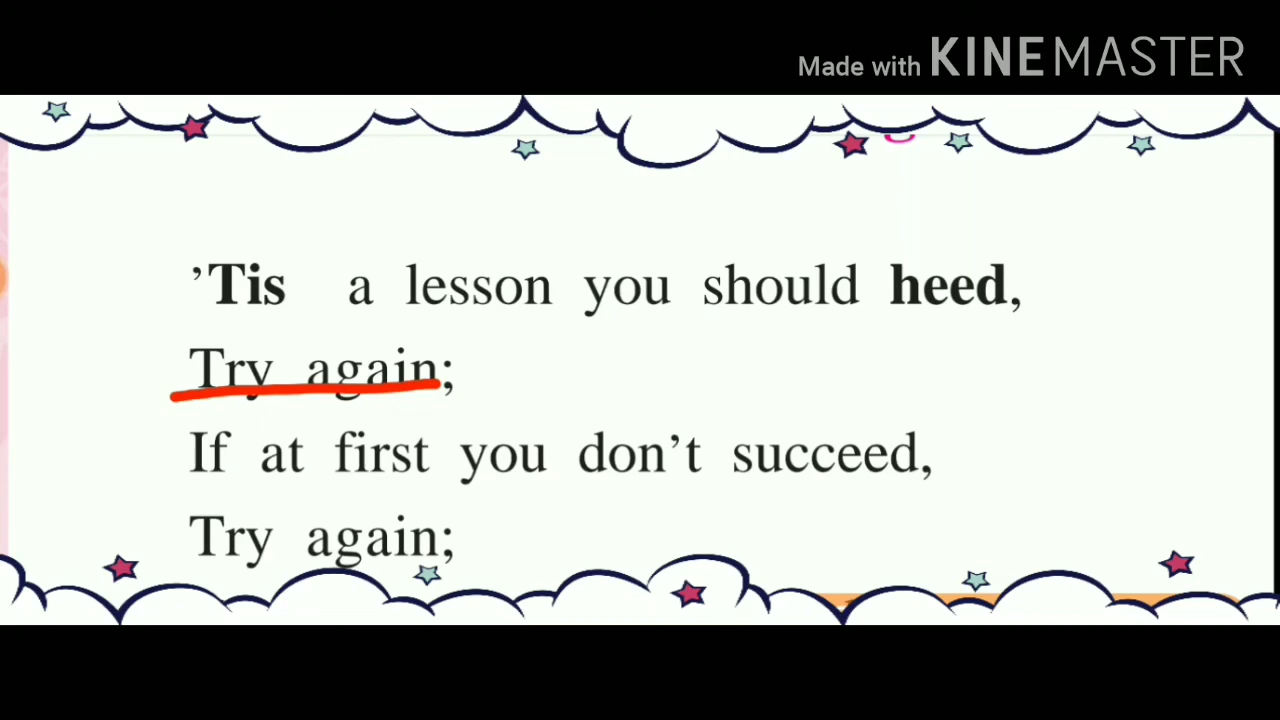 Made with KINEMASTER
’Tis a lesson you should heed,
Try again;
If at first you don’t succeed,
Try again;